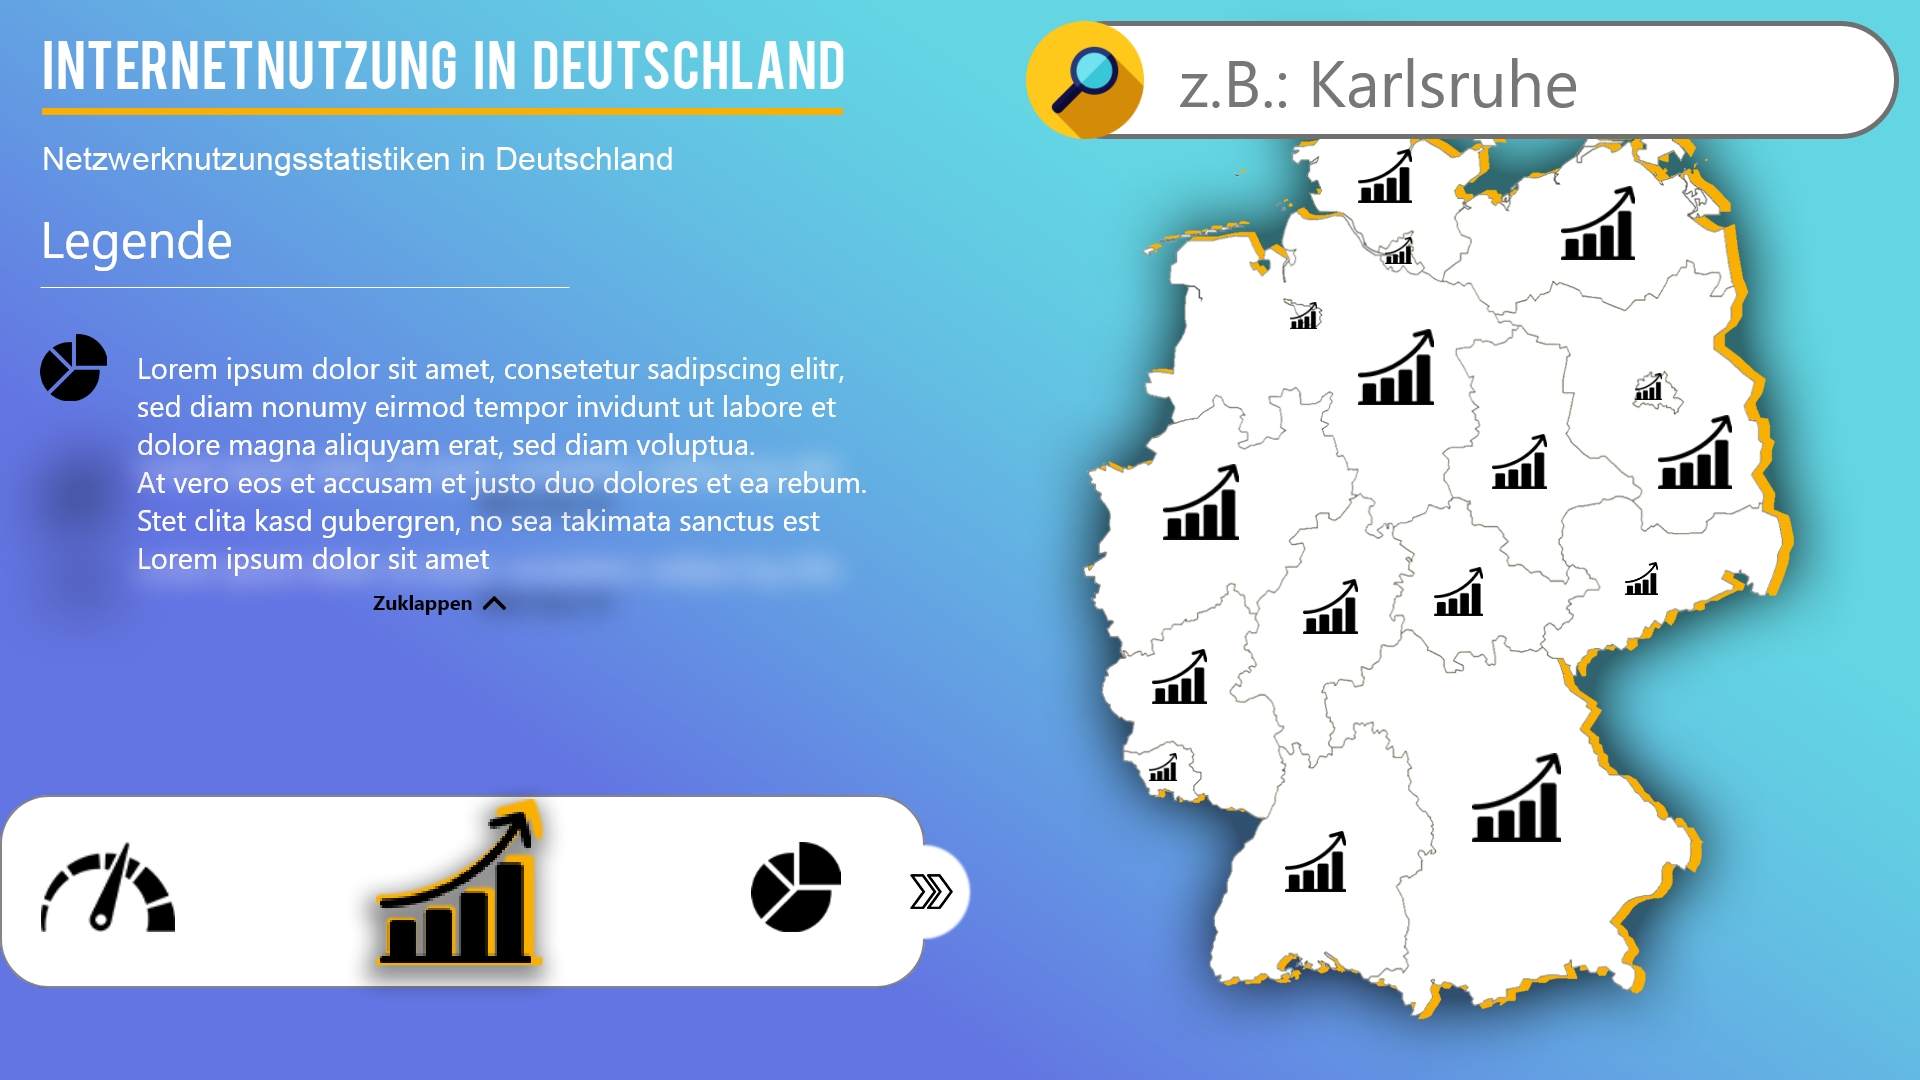 INTERNETNUTZUNG IN DEUTSCHLAND
z.B.: Karlsruhe
Netzwerknutzungsstatistiken in Deutschland
Legende
Lorem ipsum dolor sit amet, consetetur sadipscing elitr,
sed diam nonumy eirmod tempor invidunt ut labore et
dolore magna aliquyam erat, sed diam voluptua.
At vero eos et accusam et justo duo dolores et ea rebum.
Stet clita kasd gubergren, no sea takimata sanctus est
Lorem ipsum dolor sit amet
Zuklappen